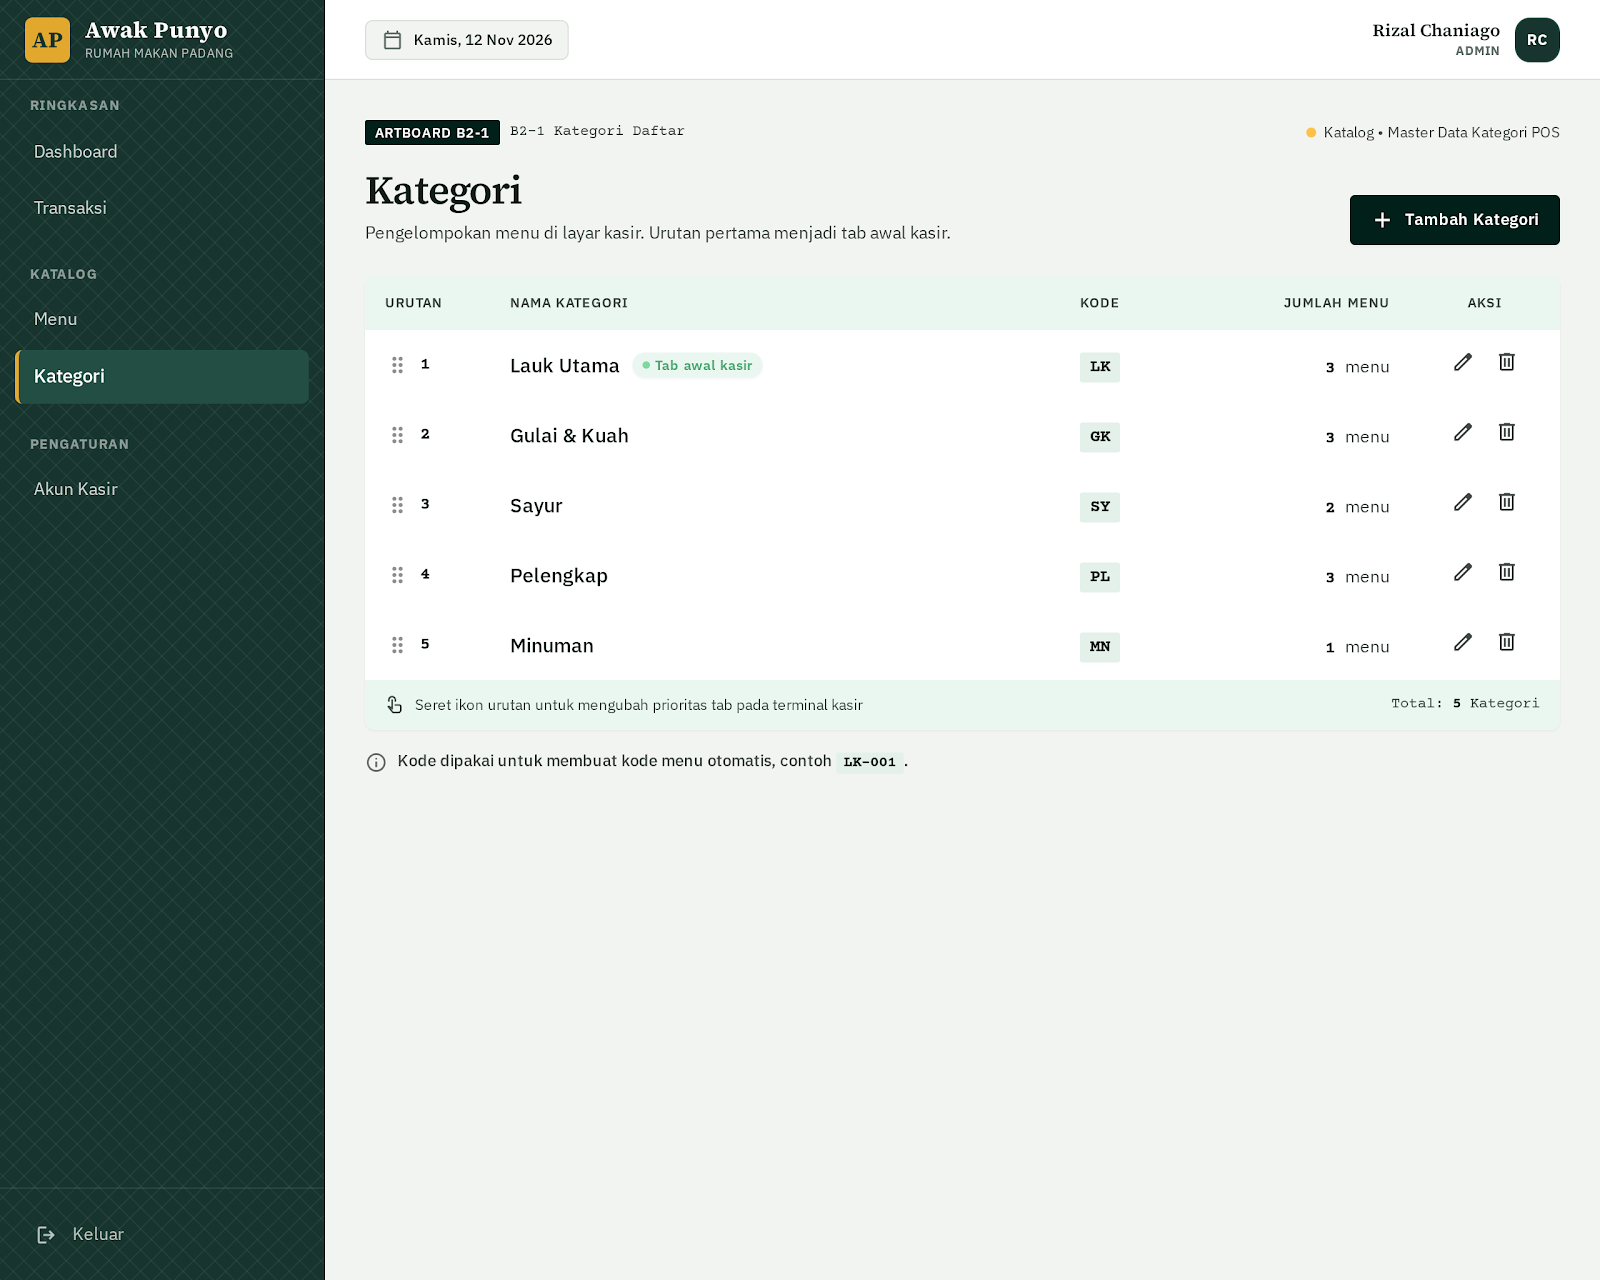 AP
Awak Punyo
RUMAH MAKAN PADANG
RINGKASAN
Dashboard
Transaksi
KATALOG
Menu
Kategori
PENGATURAN
Akun Kasir
Keluar
Kamis, 12 Nov 2026
Rizal Chaniago
ADMIN
RC
ARTBOARD B2-1 B2-1 Kategori Daftar
Katalog • Master Data Kategori POS
Kategori
Pengelompokan menu di layar kasir. Urutan pertama menjadi tab awal kasir.
Tambah Kategori
URUTAN NAMA KATEGORI KODE JUMLAH MENU AKSI
1 Lauk Utama Tab awal kasir LK 3 menu
2 Gulai & Kuah GK 3 menu
3 Sayur SY 2 menu
4 Pelengkap PL 3 menu
5 Minuman MN 1 menu
Seret ikon urutan untuk mengubah prioritas tab pada terminal kasir Total: 5 Kategori
Kode dipakai untuk membuat kode menu otomatis, contoh LK-001 .